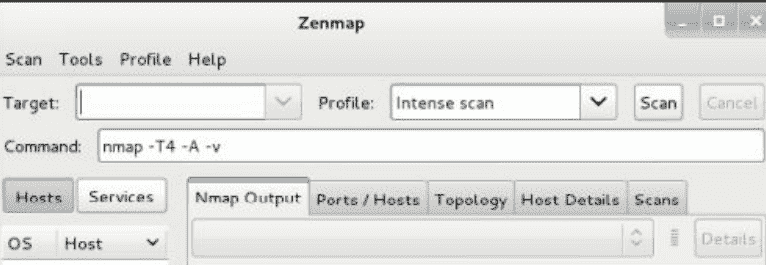 Zenmap
Scan Tools Profile Help
Target: Profile: Intense scan Scan Cancel
Command: nmap -T4 -A -v
Hosts Services Nmap Output Ports / Hosts Topology Host Details Scans
OS Host Details